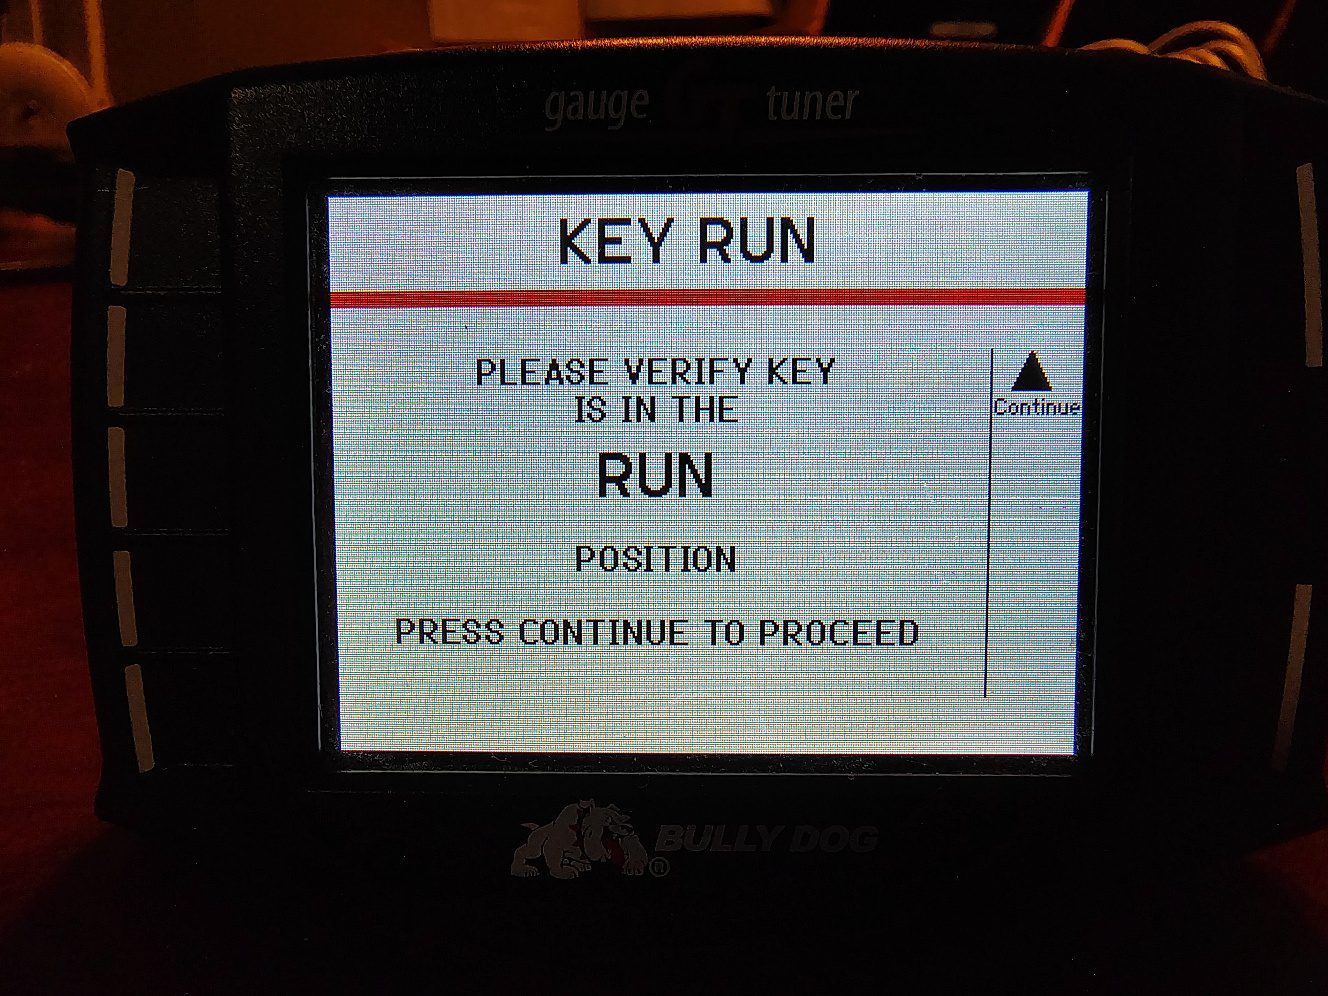 gauge GT tuner
KEY RUN
PLEASE VERIFY KEY
IS IN THE
RUN
POSITION
PRESS CONTINUE TO PROCEED
Continue
BULLY DOG
®